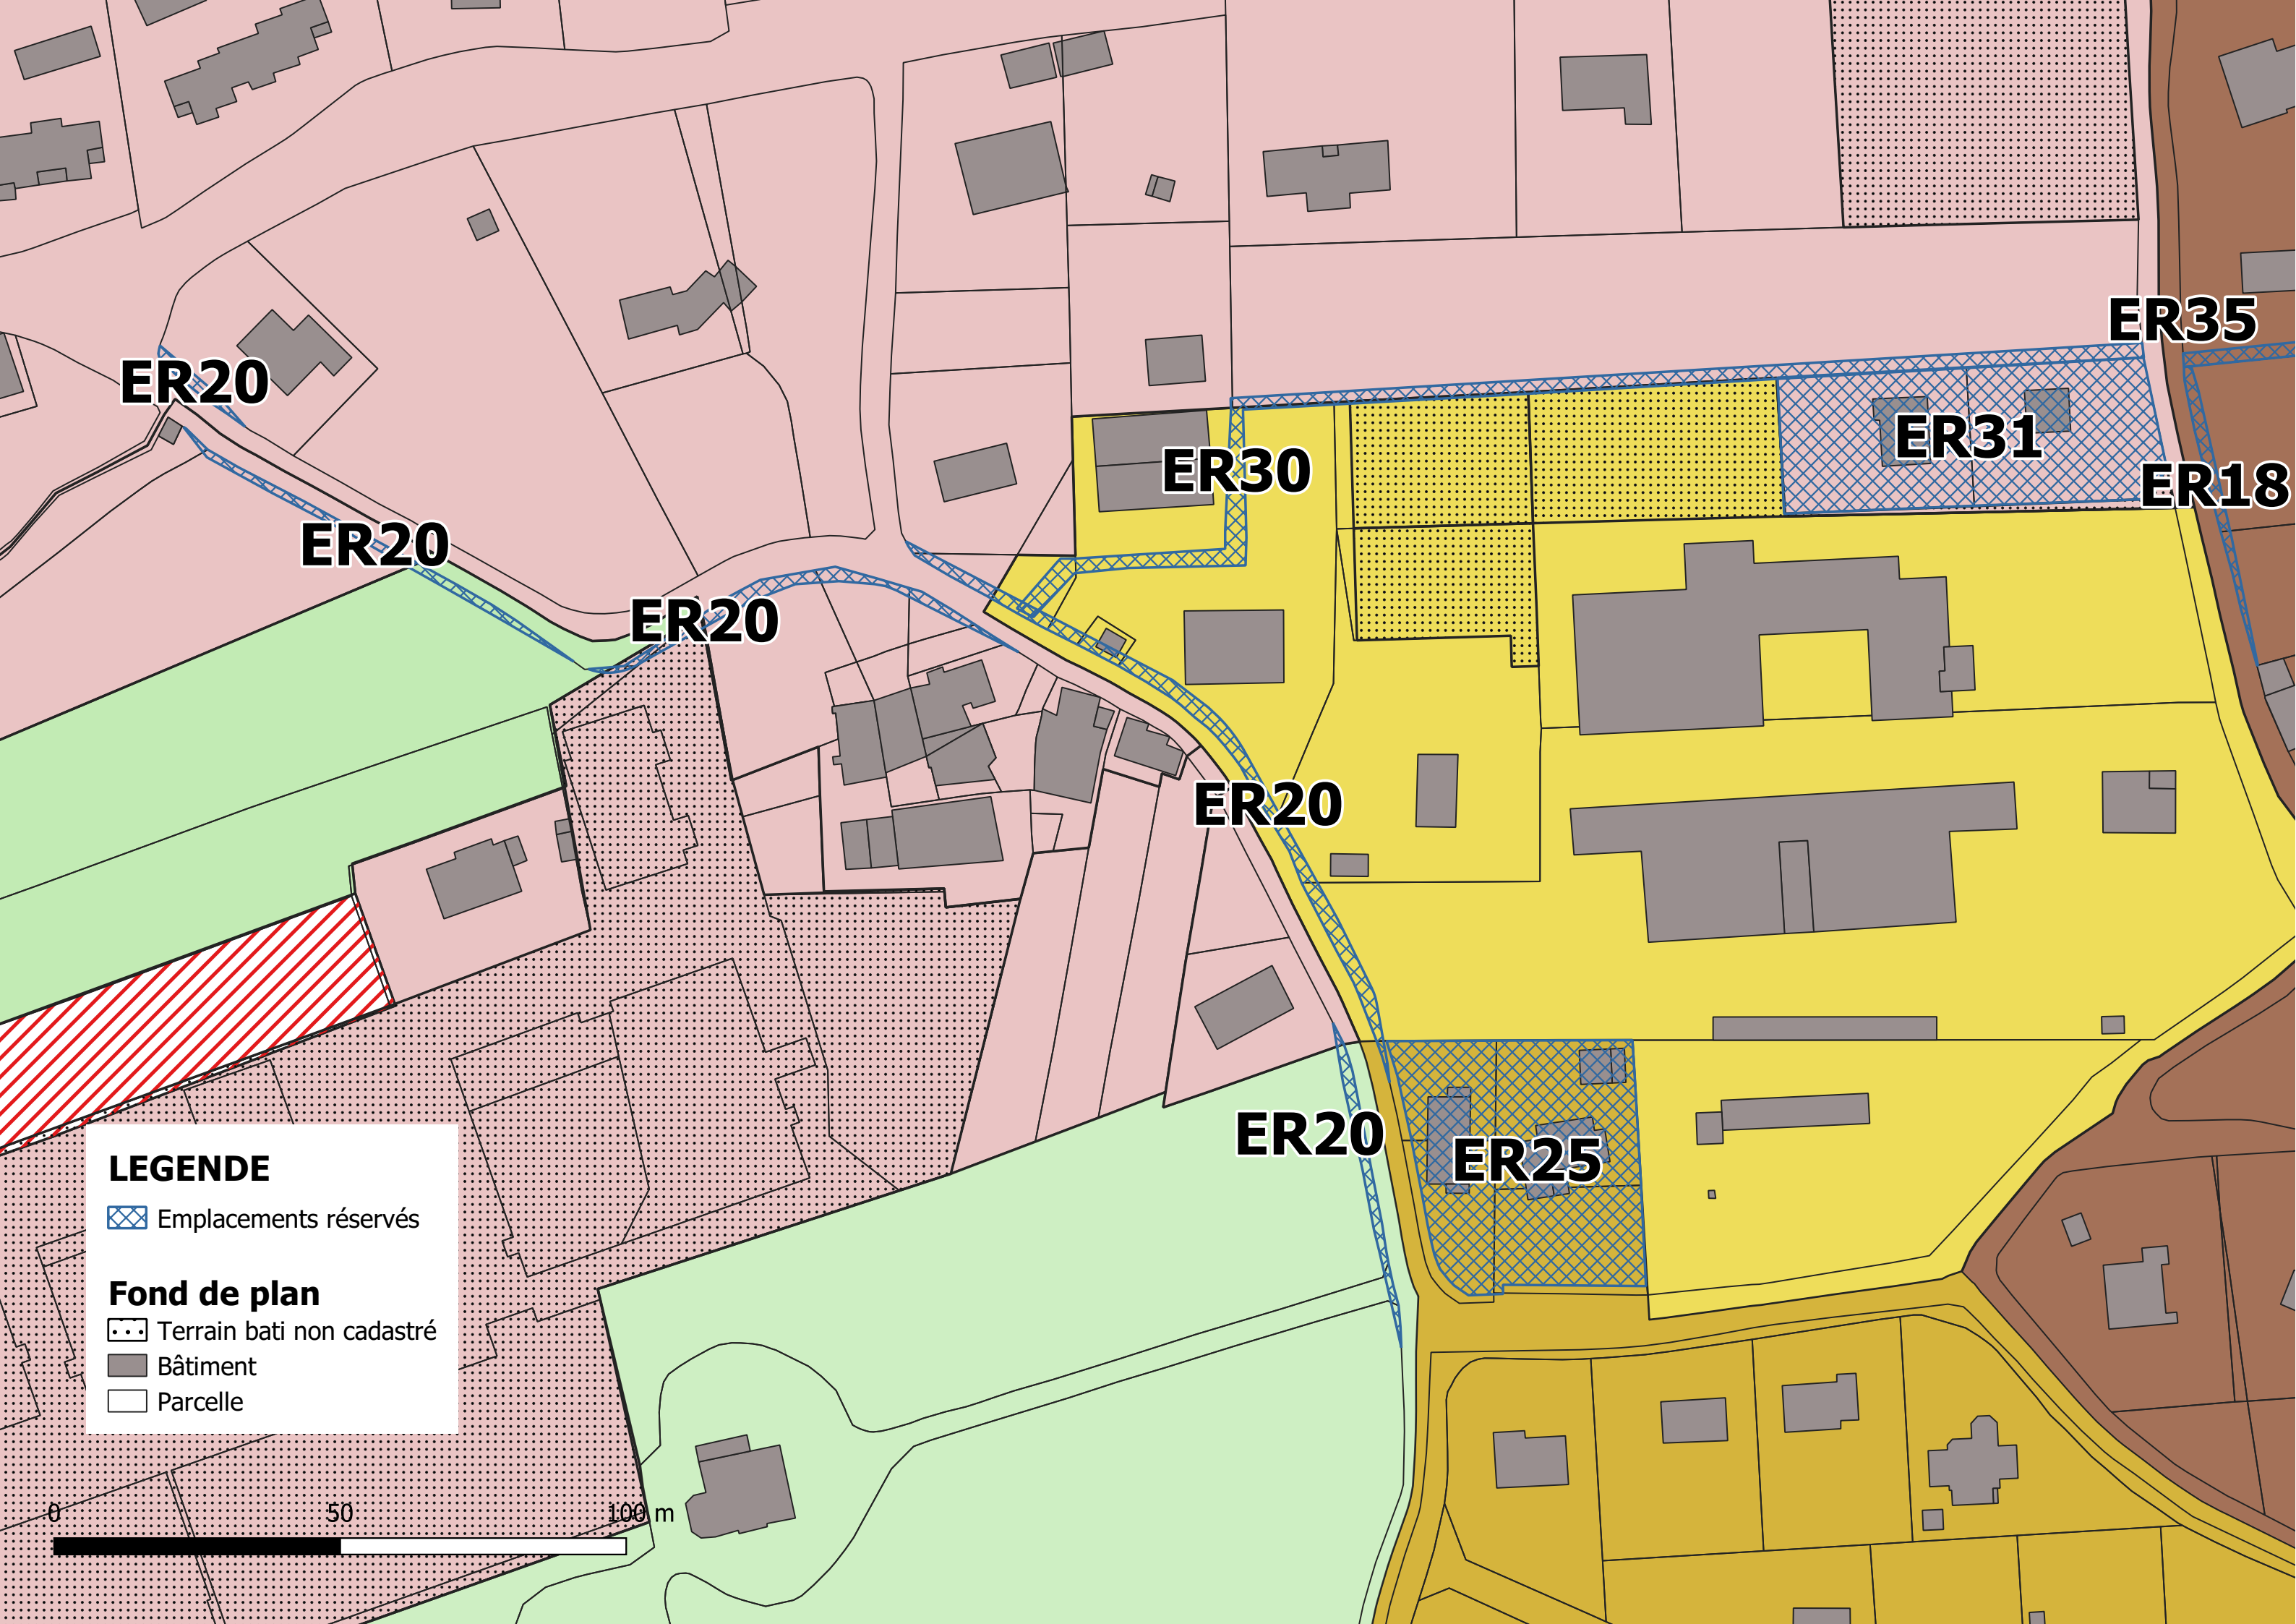 ER35
ER20
ER30
ER31
ER18
ER20
ER20
ER20
ER20
ER25
LEGENDE
Emplacements réservés
Fond de plan
Terrain bati non cadastré
Bâtiment
Parcelle
0 50 100 m